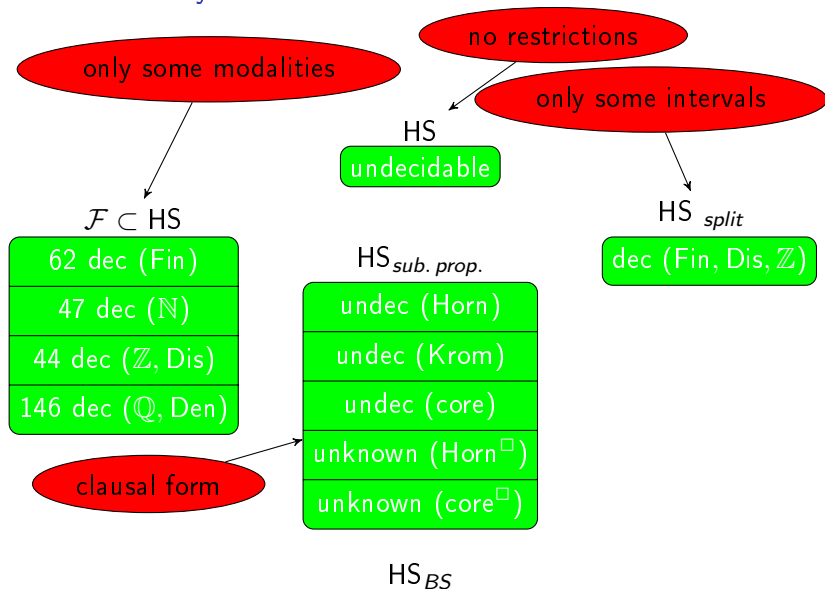 no restrictions
only some modalities
only some intervals
HS
undecidable
ℱ ⊂ HS
62 dec (Fin)
47 dec (ℕ)
44 dec (ℤ, Dis)
146 dec (ℚ, Den)
HS split
dec (Fin, Dis, ℤ)
HS sub. prop.
undec (Horn)
undec (Krom)
undec (core)
unknown (Horn□)
unknown (core□)
clausal form
HS BS